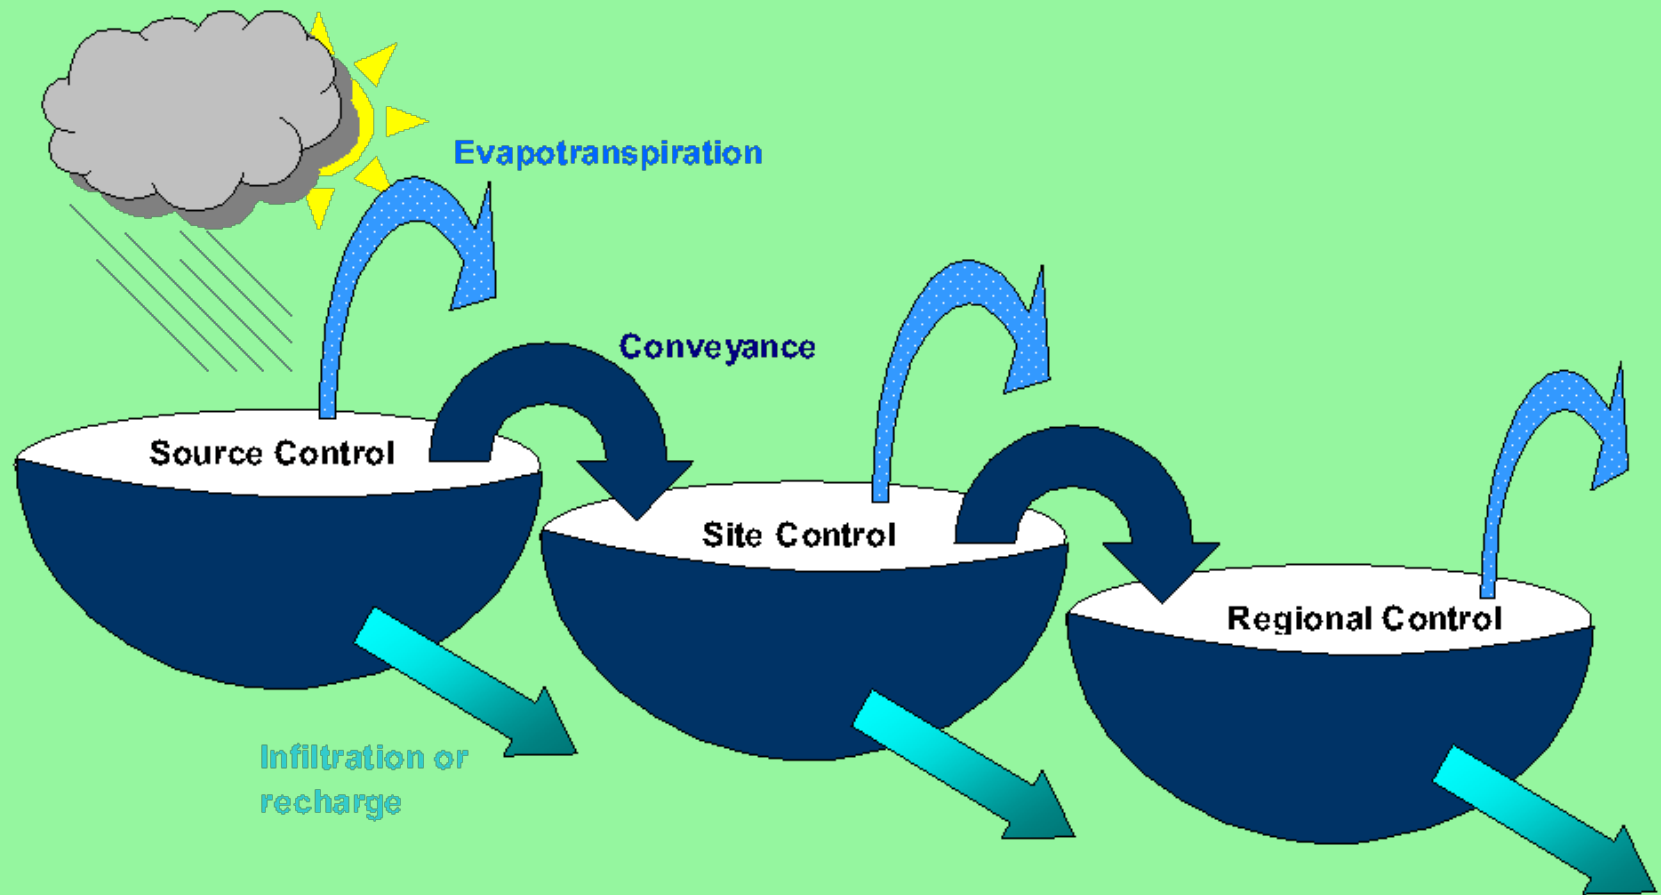 Evapotranspiration
Conveyance
Source Control
Site Control
Regional Control
Infiltration or
recharge